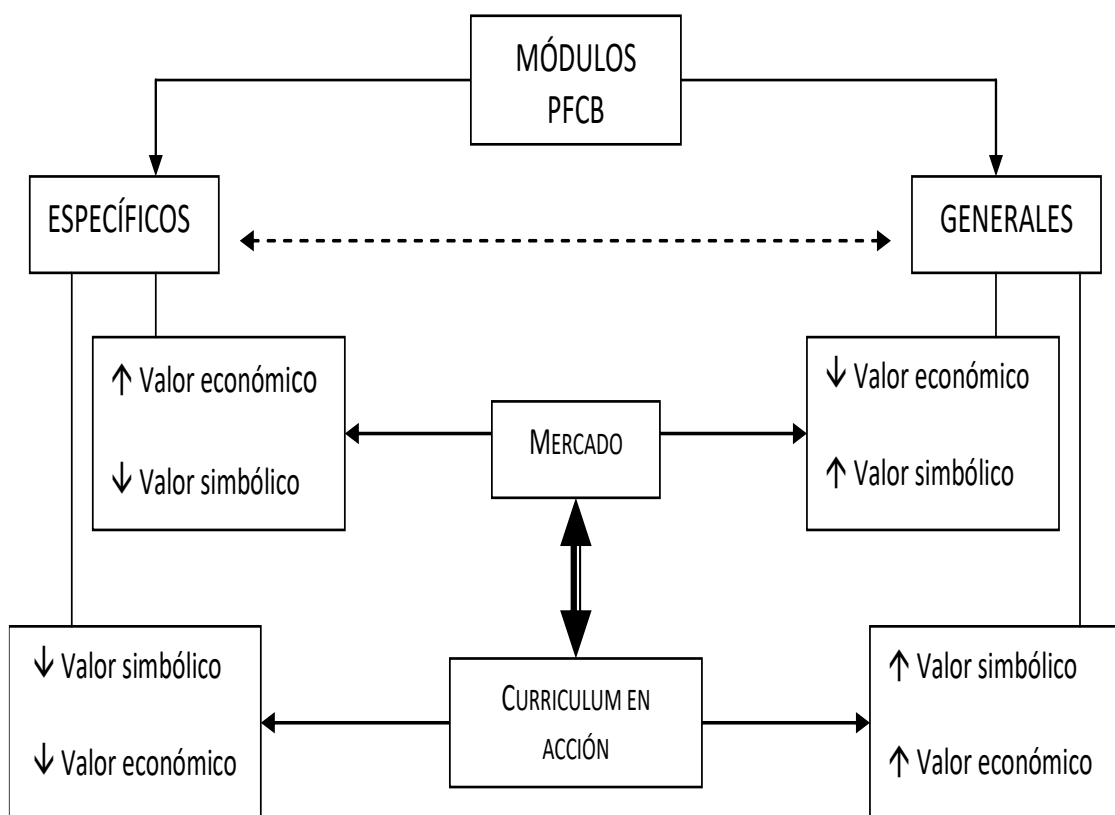 MÓDULOS
PFCB
ESPECÍFICOS
GENERALES
↑ Valor económico
↓ Valor simbólico
MERCADO
↓ Valor económico
↑ Valor simbólico
↓ Valor simbólico
↓ Valor económico
CURRICULUM EN
ACCIÓN
↑ Valor simbólico
↑ Valor económico